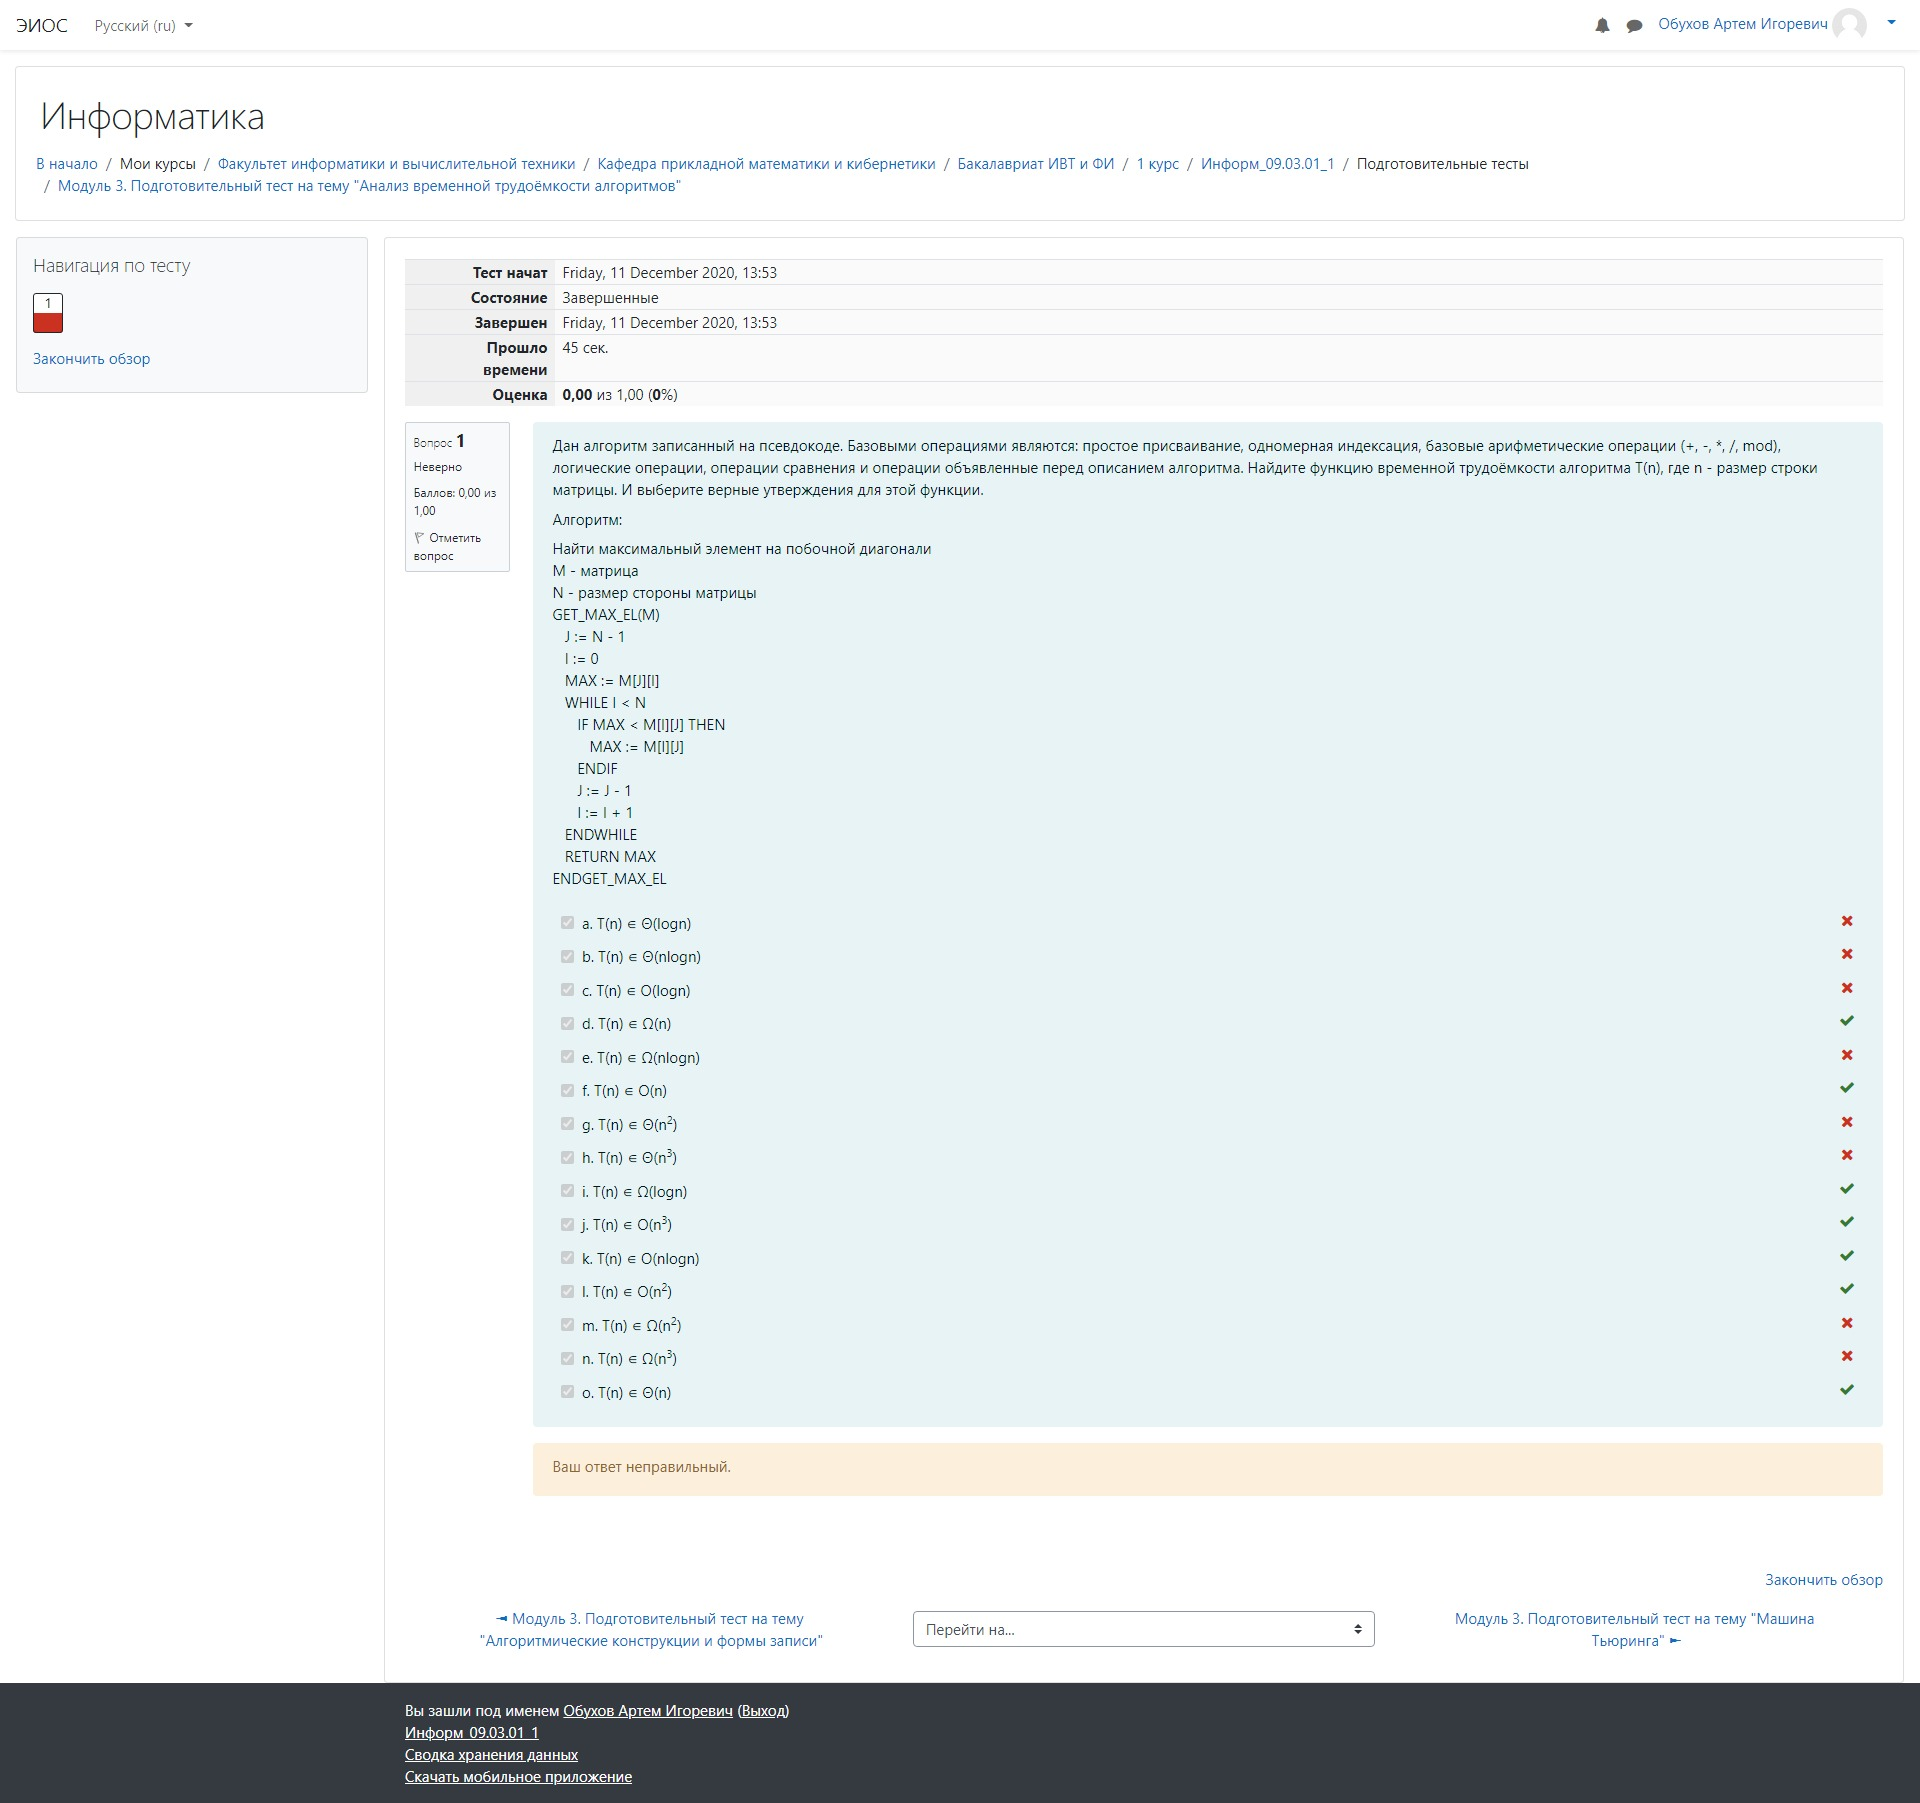 ЭИОС Русский (ru) Обухов Артем Игоревич
Информатика
В начало / Мои курсы / Факультет информатики и вычислительной техники / Кафедра прикладной математики и кибернетики / Бакалавриат ИВТ и ФИ / 1 курс / Информ_09.03.01_1 / Подготовительные тесты
/ Модуль 3. Подготовительный тест на тему "Анализ временной трудоёмкости алгоритмов"
Навигация по тесту
1
Закончить обзор
Тест начат Friday, 11 December 2020, 13:53
Состояние Завершенные
Завершен Friday, 11 December 2020, 13:53
Прошло 45 сек.
времени
Оценка 0,00 из 1,00 (0%)
Вопрос 1
Неверно
Баллов: 0,00 из
1,00
Отметить
вопрос
Дан алгоритм записанный на псевдокоде. Базовыми операциями являются: простое присваивание, одномерная индексация, базовые арифметические операции (+, -, *, /, mod),
логические операции, операции сравнения и операции объявленные перед описанием алгоритма. Найдите функцию временной трудоёмкости алгоритма T(n), где n - размер строки
матрицы. И выберите верные утверждения для этой функции.
Алгоритм:
Найти максимальный элемент на побочной диагонали
M - матрица
N - размер стороны матрицы
GET_MAX_EL(M)
J := N - 1
I := 0
MAX := M[J][I]
WHILE I < N
IF MAX < M[I][J] THEN
MAX := M[I][J]
ENDIF
J := J - 1
I := I + 1
ENDWHILE
RETURN MAX
ENDGET_MAX_EL
a. T(n) ∈ Θ(logn)
b. T(n) ∈ Θ(nlogn)
c. T(n) ∈ O(logn)
d. T(n) ∈ Ω(n)
e. T(n) ∈ Ω(nlogn)
f. T(n) ∈ O(n)
g. T(n) ∈ Θ(n²)
h. T(n) ∈ Θ(n³)
i. T(n) ∈ Ω(logn)
j. T(n) ∈ O(n³)
k. T(n) ∈ O(nlogn)
l. T(n) ∈ O(n²)
m. T(n) ∈ Ω(n²)
n. T(n) ∈ Ω(n³)
o. T(n) ∈ Θ(n)
Ваш ответ неправильный.
Закончить обзор
◄ Модуль 3. Подготовительный тест на тему
"Алгоритмические конструкции и формы записи"
Перейти на...
Модуль 3. Подготовительный тест на тему "Машина
Тьюринга" ►
Вы зашли под именем Обухов Артем Игоревич (Выход)
Информ_09.03.01_1
Сводка хранения данных
Скачать мобильное приложение